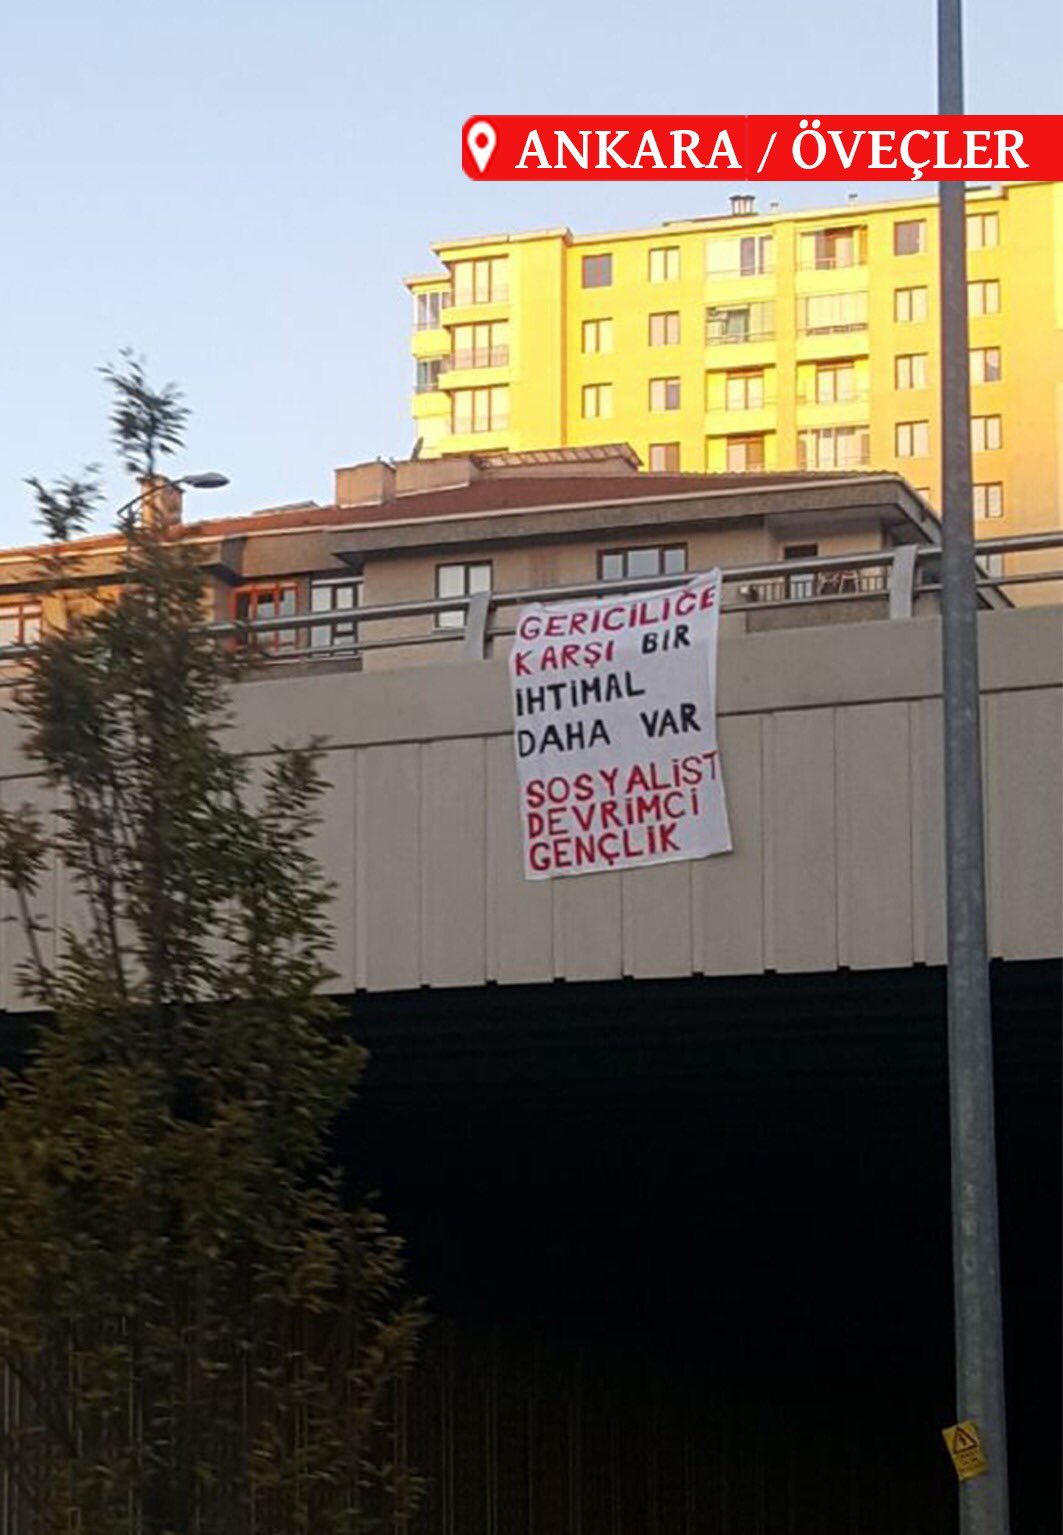 ANKARA / ÖVEÇLER
GERİCİLİĞE
KARŞI BİR
İHTİMAL
DAHA VAR
SOSYALİST
DEVRİMCİ
GENÇLİK